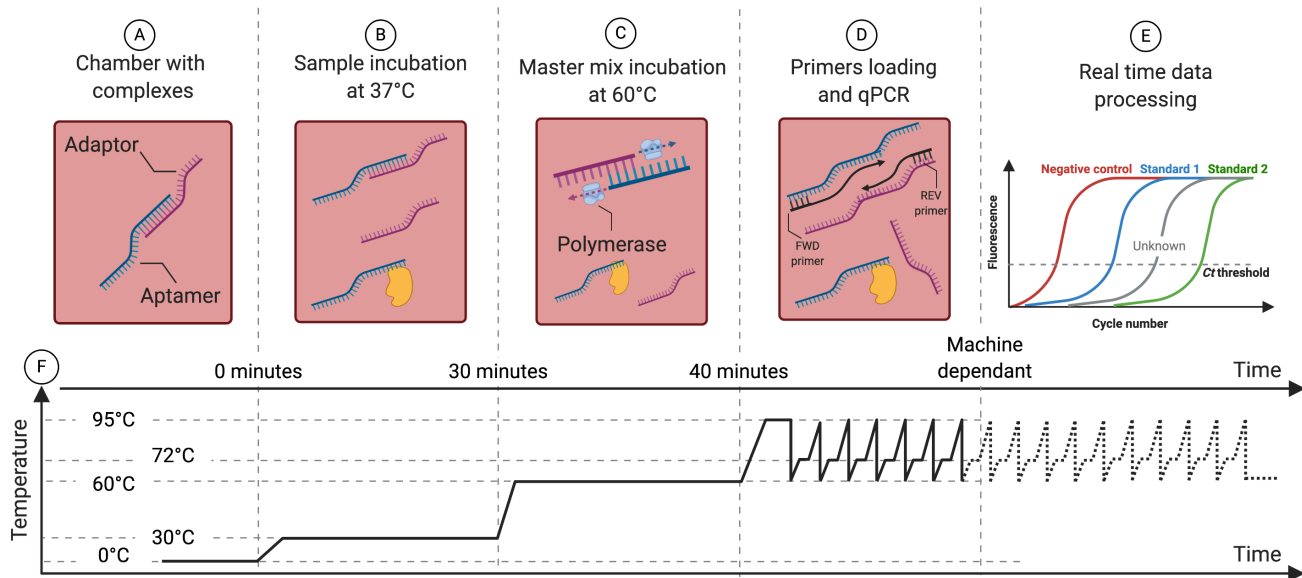 A
Chamber with
complexes
Adaptor
Aptamer
B
Sample incubation
at 37°C
C
Master mix incubation
at 60°C
Polymerase
D
Primers loading
and qPCR
REV
primer
FWD
primer
E
Real time data
processing
Negative control Standard 1 Standard 2
Fluorescence
Unknown
Ct threshold
Cycle number
F
0 minutes
30 minutes
40 minutes
Machine
dependant
Time
Temperature
95°C
72°C
60°C
30°C
0°C
Time